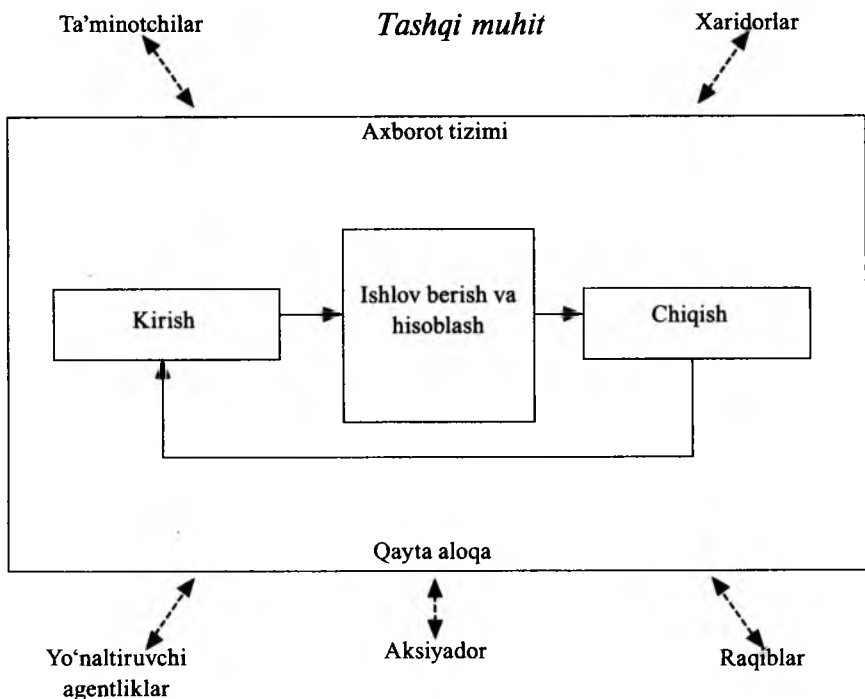 Ta’minotchilar
Tashqi muhit
Xaridorlar
Axborot tizimi
Kirish
Ishlov berish va
hisoblash
Chiqish
Qayta aloqa
Yo‘naltiruvchi
agentliklar
Aksiyador
Raqiblar